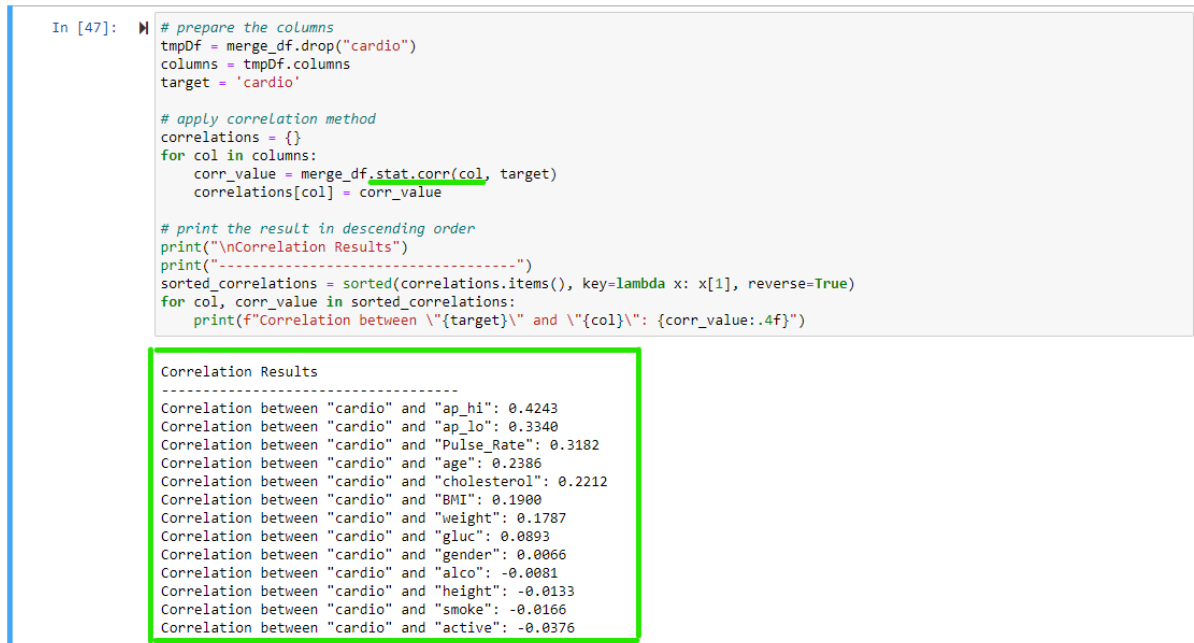 In [47]:
# prepare the columns
tmpDf = merge_df.drop("cardio")
columns = tmpDf.columns
target = 'cardio'
# apply correlation method
correlations = {}
for col in columns:
    corr_value = merge_df.stat.corr(col, target)
    correlations[col] = corr_value
# print the result in descending order
print("\nCorrelation Results")
print("------------------------------------")
sorted_correlations = sorted(correlations.items(), key=lambda x: x[1], reverse=True)
for col, corr_value in sorted_correlations:
    print(f"Correlation between \"{target}\" and \"{col}\": {corr_value:.4f}")
Correlation Results
------------------------------------
Correlation between "cardio" and "ap_hi": 0.4243
Correlation between "cardio" and "ap_lo": 0.3340
Correlation between "cardio" and "Pulse_Rate": 0.3182
Correlation between "cardio" and "age": 0.2386
Correlation between "cardio" and "cholesterol": 0.2212
Correlation between "cardio" and "BMI": 0.1900
Correlation between "cardio" and "weight": 0.1787
Correlation between "cardio" and "gluc": 0.0893
Correlation between "cardio" and "gender": 0.0066
Correlation between "cardio" and "alco": -0.0081
Correlation between "cardio" and "height": -0.0133
Correlation between "cardio" and "smoke": -0.0166
Correlation between "cardio" and "active": -0.0376